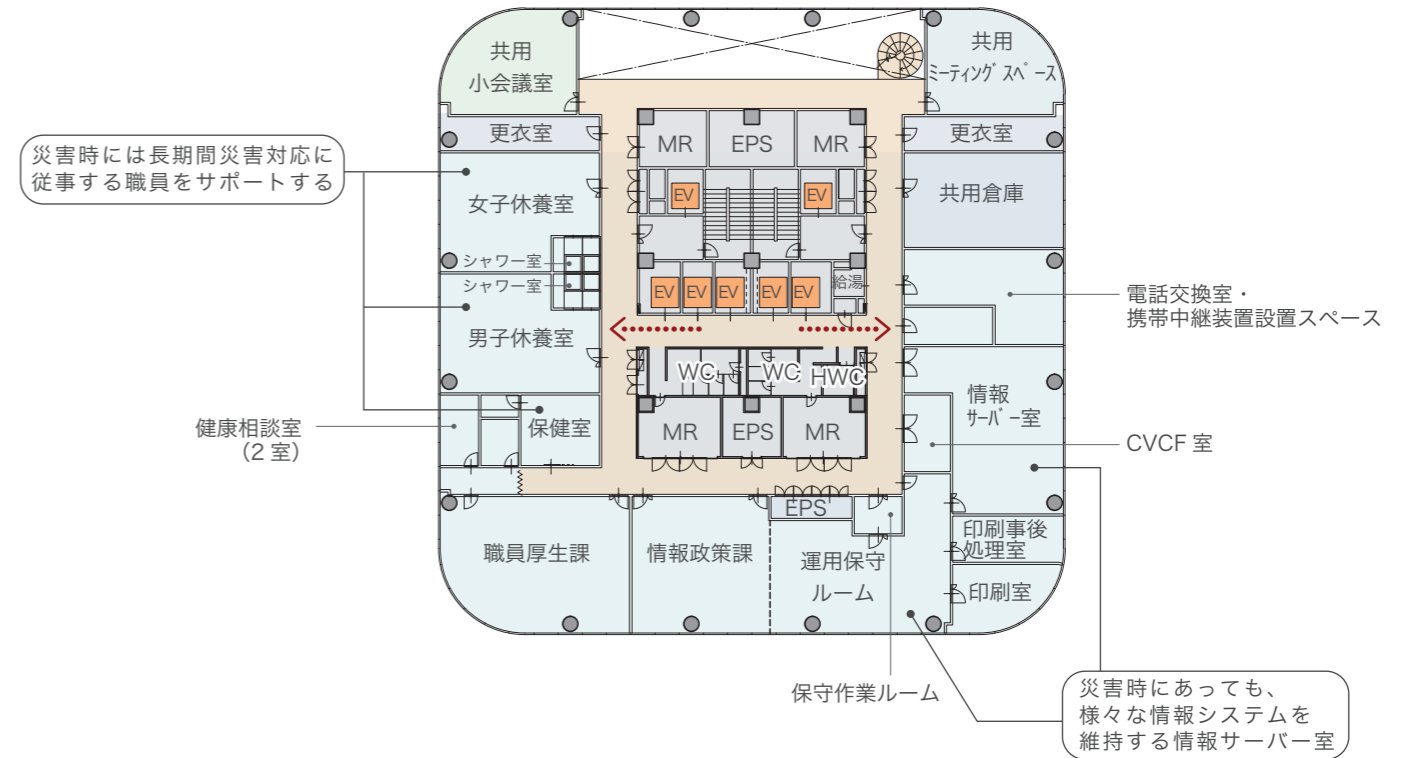 共用
小会議室
共用
ミーティング スペース
更衣室
MR
EPS
MR
更衣室
災害時には長期間災害対応に
従事する職員をサポートする
EV
EV
共用倉庫
女子休養室
シャワー室
シャワー室
EV
EV
EV
EV
EV
給湯
電話交換室・
携帯中継装置設置スペース
男子休養室
WC
WC
HWC
情報
サーバー室
健康相談室
(2 室)
保健室
MR
EPS
MR
CVCF 室
EPS
職員厚生課
情報政策課
運用保守
ルーム
印刷事後
処理室
印刷室
保守作業ルーム
災害時にあっても、
様々な情報システムを
維持する情報サーバー室